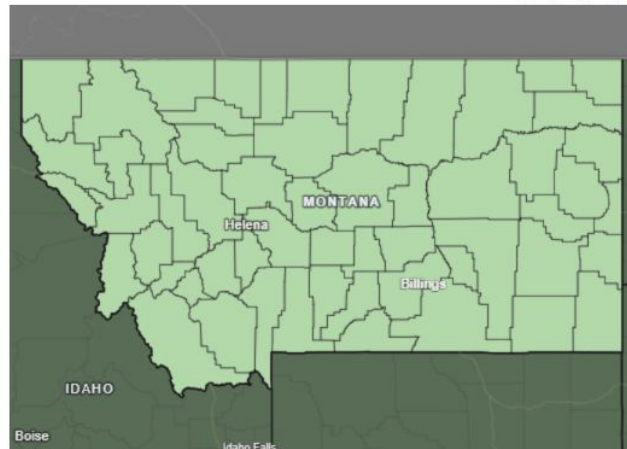 MONTANA
Helena
Billings
IDAHO
Boise
Idaho Falls